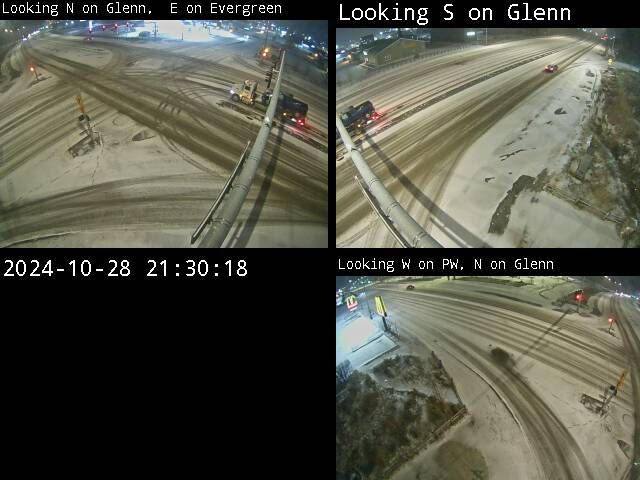 Looking N on Glenn,  E on Evergreen
Looking S on Glenn
2024-10-28 21:30:18
Looking W on PW, N on Glenn